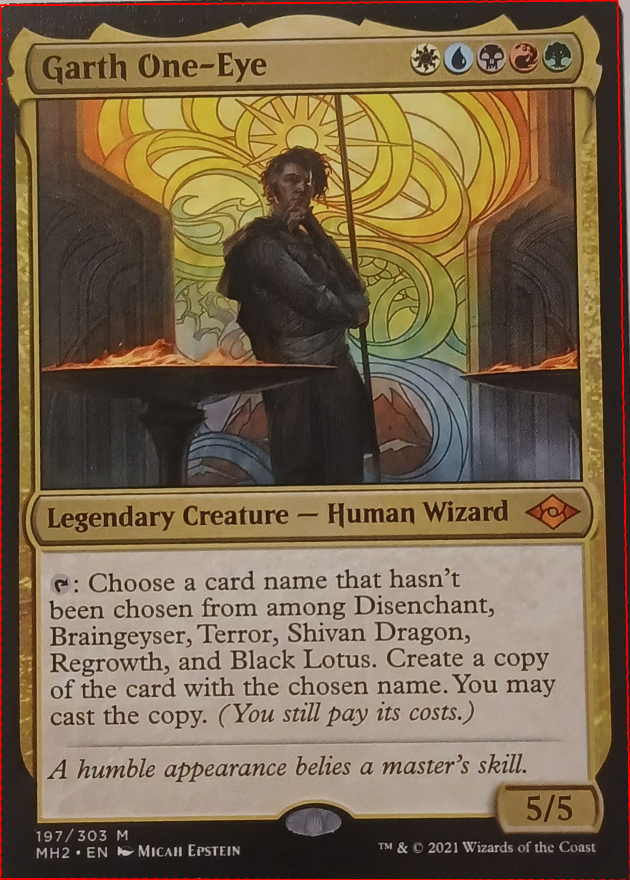 Garth One-Eye
Legendary Creature — Human Wizard
: Choose a card name that hasn't
been chosen from among Disenchant,
Braingeyser, Terror, Shivan Dragon,
Regrowth, and Black Lotus. Create a copy
of the card with the chosen name. You may
cast the copy. (You still pay its costs.)
A humble appearance belies a master's skill.
5/5
197/303 M
MH2 • EN Micah Epstein
™ & © 2021 Wizards of the Coast